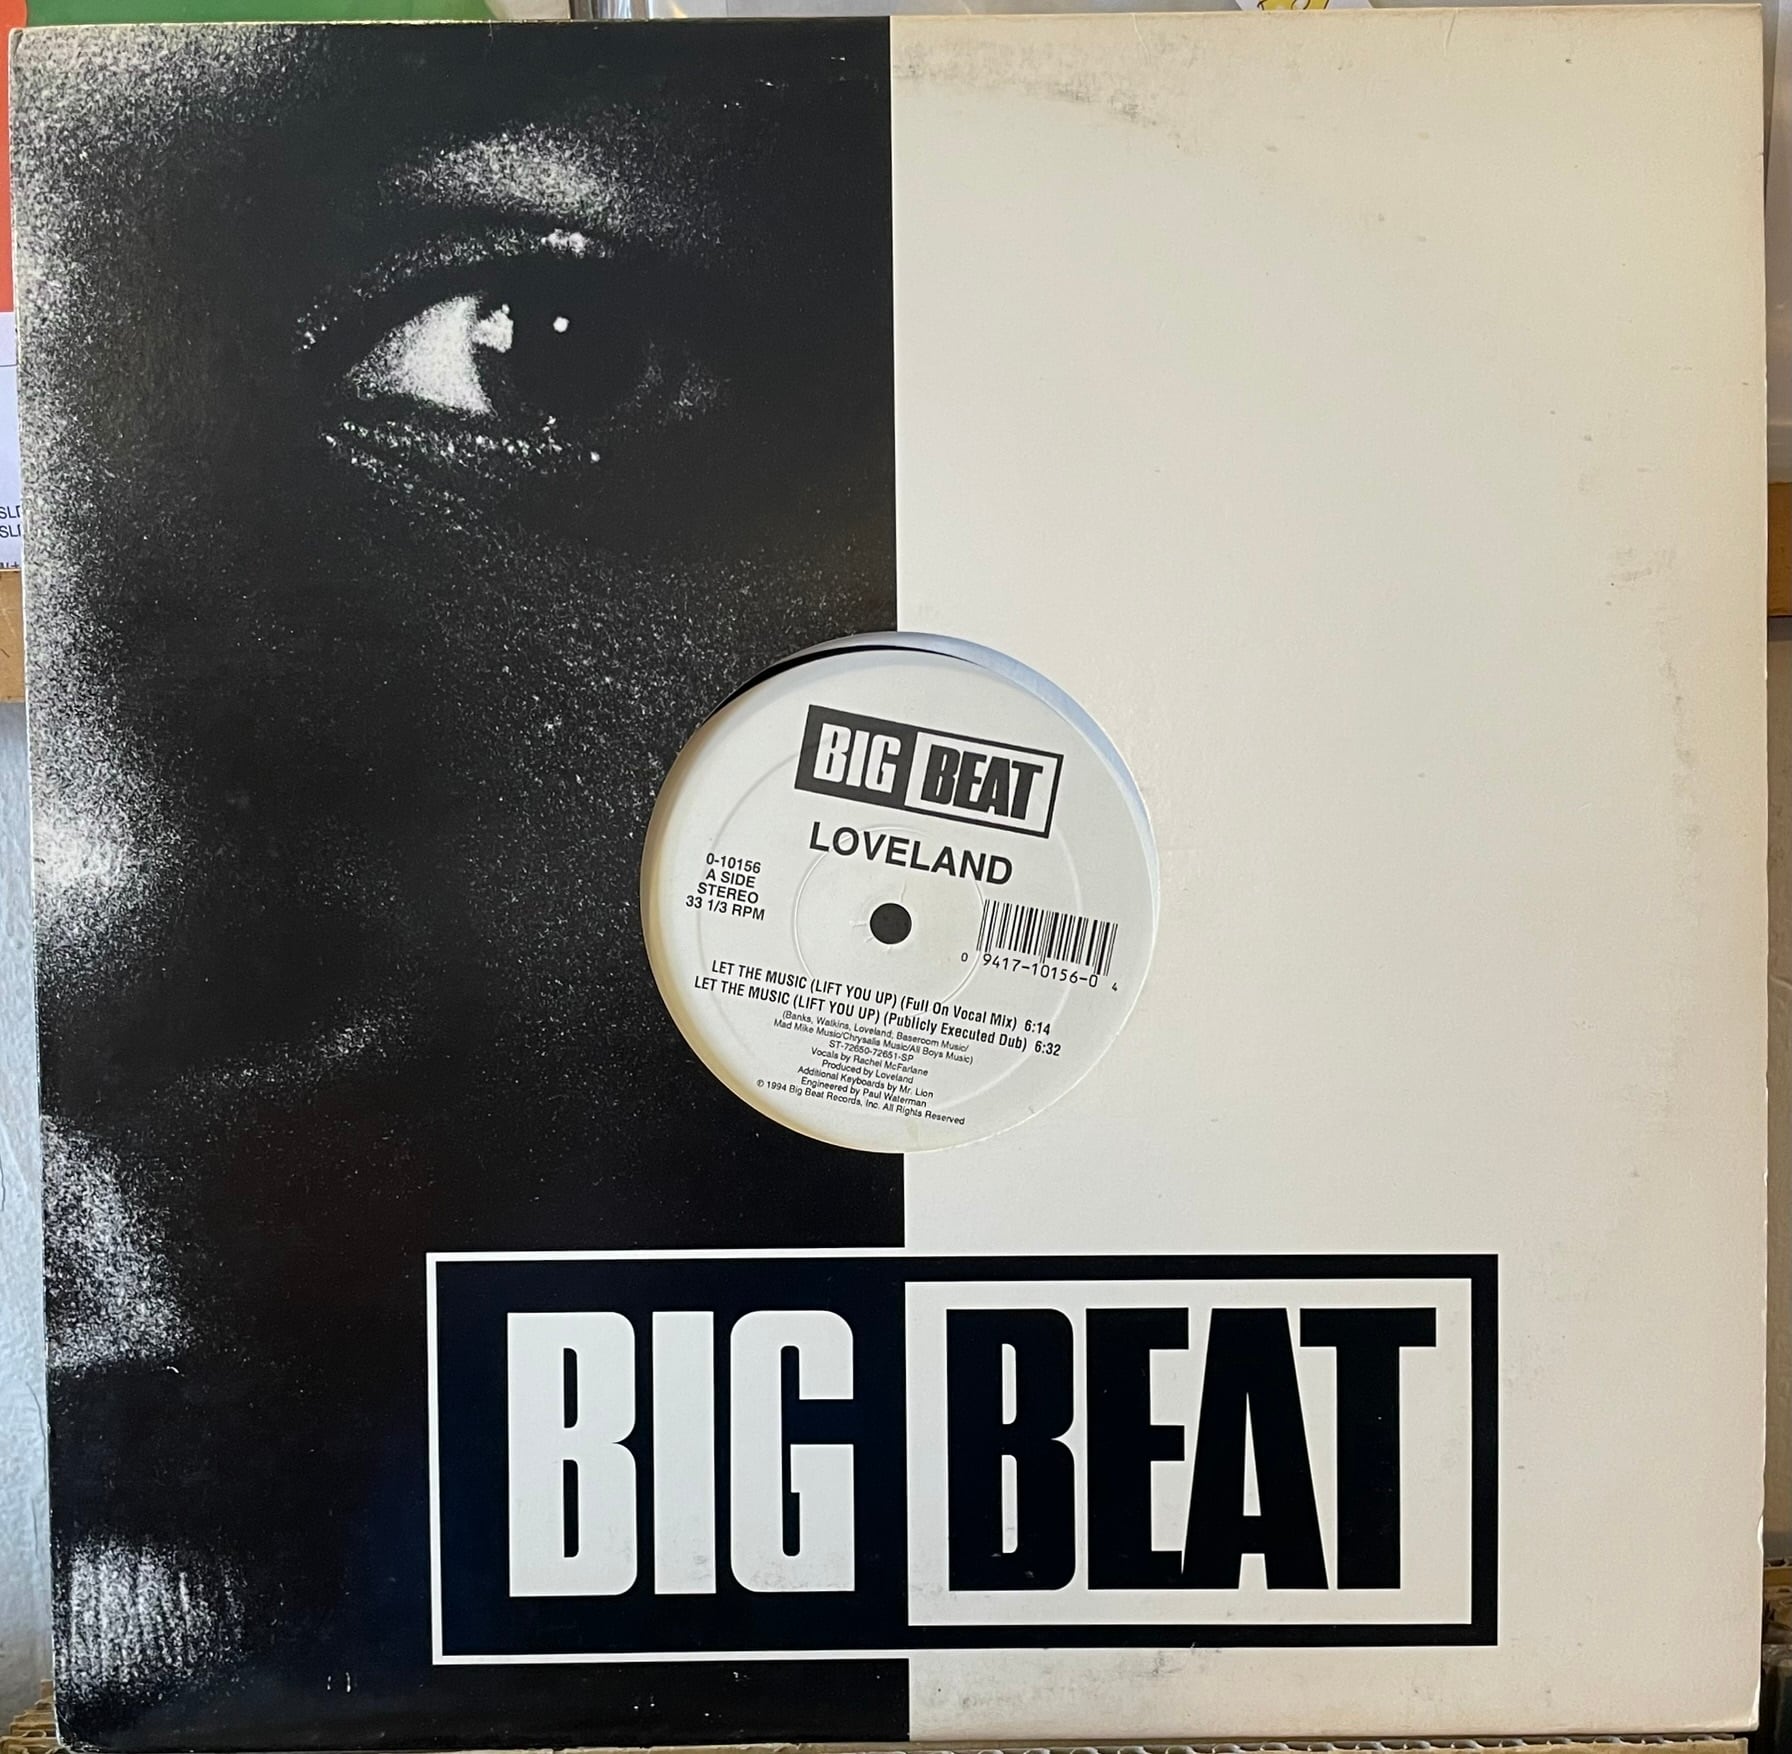 BIG BEAT
LOVELAND
0-10156
A SIDE
STEREO
33 1/3 RPM
0 9417-10156-0 4
LET THE MUSIC (LIFT YOU UP) (Full On Vocal Mix) 6:14
LET THE MUSIC (LIFT YOU UP) (Publicly Executed Dub) 6:32
(Banks, Watkins, Loveland; Baseroom Music/
Mad Mike Music/Chrysalis Music/All Boys Music)
ST-72650-72651-SP
Vocals by Rachel McFarlane
Produced by Loveland
Additional Keyboards by Mr. Lion
Engineered by Paul Waterman
℗ 1994 Big Beat Records, Inc. All Rights Reserved
BIG BEAT